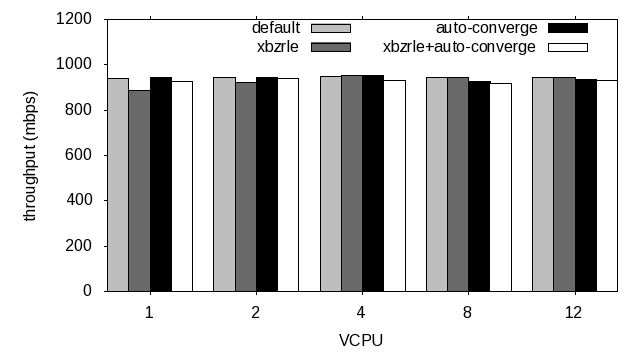 1200
1000
800
600
400
200
0
throughput (mbps)
default
xbzrle
auto-converge
xbzrle+auto-converge
1 2 4 8 12
VCPU